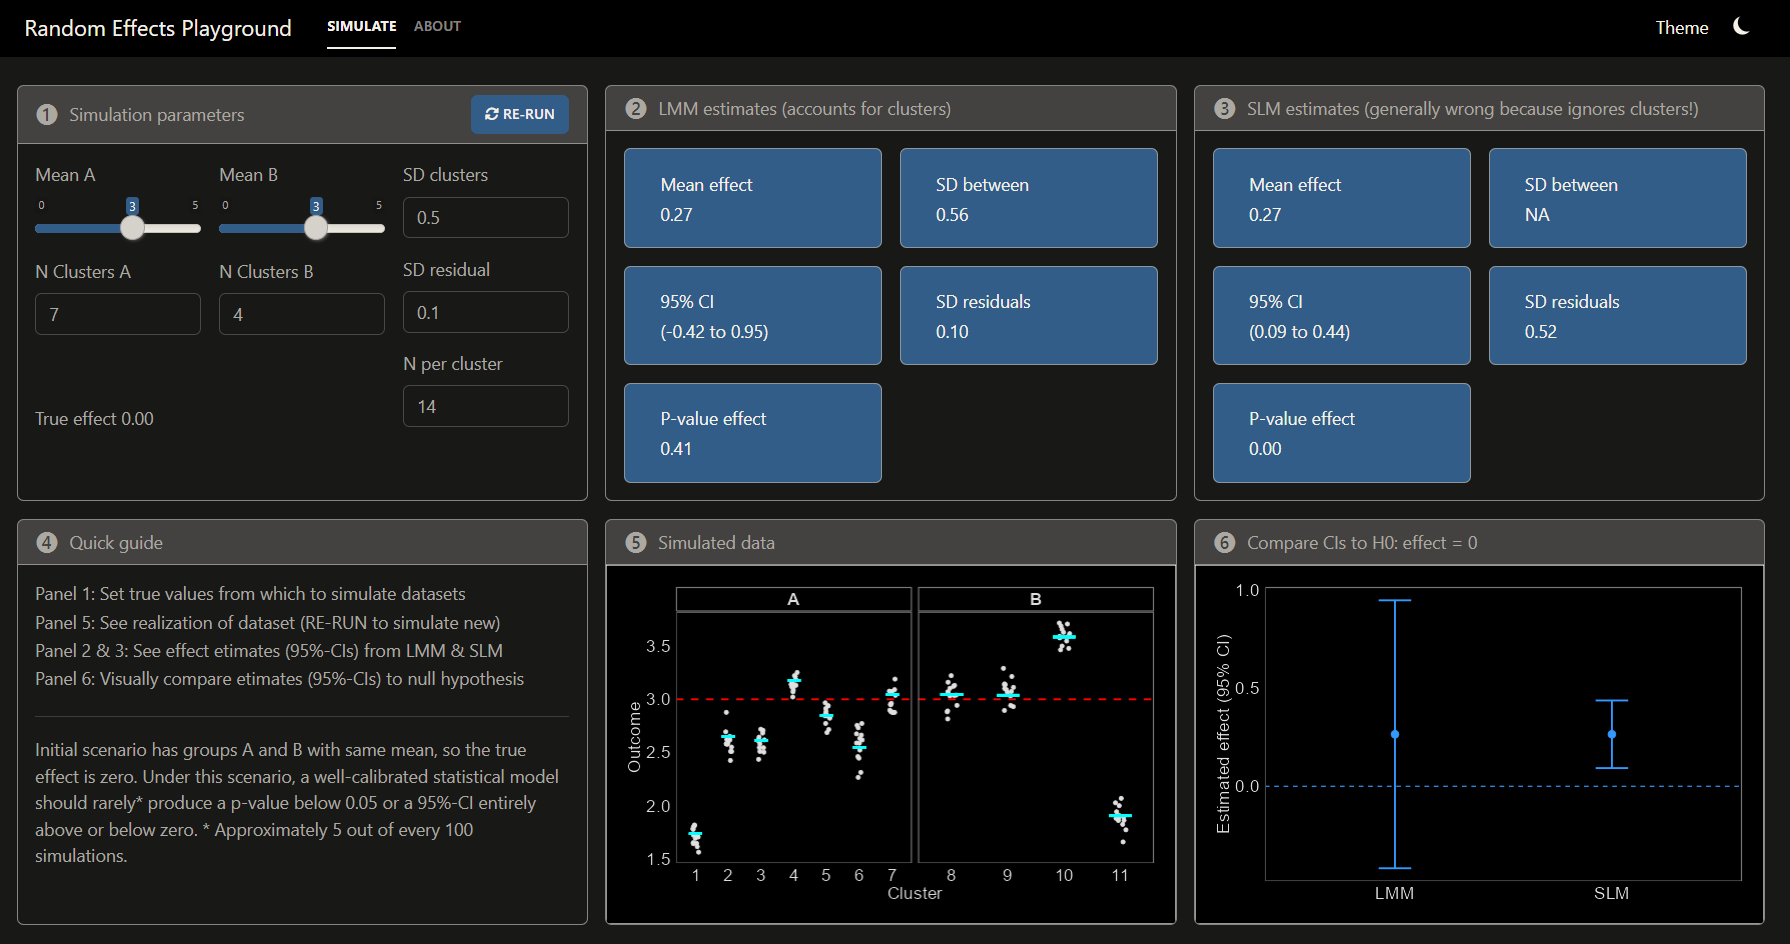 Random Effects Playground
SIMULATE
ABOUT
Theme
1 Simulation parameters
RE-RUN
Mean A
0 3 5
Mean B
0 3 5
SD clusters
0.5
N Clusters A
7
N Clusters B
4
SD residual
0.1
N per cluster
14
True effect 0.00
2 LMM estimates (accounts for clusters)
Mean effect
0.27
SD between
0.56
95% CI
(-0.42 to 0.95)
SD residuals
0.10
P-value effect
0.41
3 SLM estimates (generally wrong because ignores clusters!)
Mean effect
0.27
SD between
NA
95% CI
(0.09 to 0.44)
SD residuals
0.52
P-value effect
0.00
4 Quick guide
Panel 1: Set true values from which to simulate datasets
Panel 5: See realization of dataset (RE-RUN to simulate new)
Panel 2 & 3: See effect etimates (95%-CIs) from LMM & SLM
Panel 6: Visually compare etimates (95%-CIs) to null hypothesis
Initial scenario has groups A and B with same mean, so the true
effect is zero. Under this scenario, a well-calibrated statistical model
should rarely* produce a p-value below 0.05 or a 95%-CI entirely
above or below zero. * Approximately 5 out of every 100
simulations.
5 Simulated data
A B
Outcome
3.5
3.0
2.5
2.0
1.5
1 2 3 4 5 6 7 8 9 10 11
Cluster
6 Compare CIs to H0: effect = 0
Estimated effect (95% CI)
1.0
0.5
0.0
LMM SLM